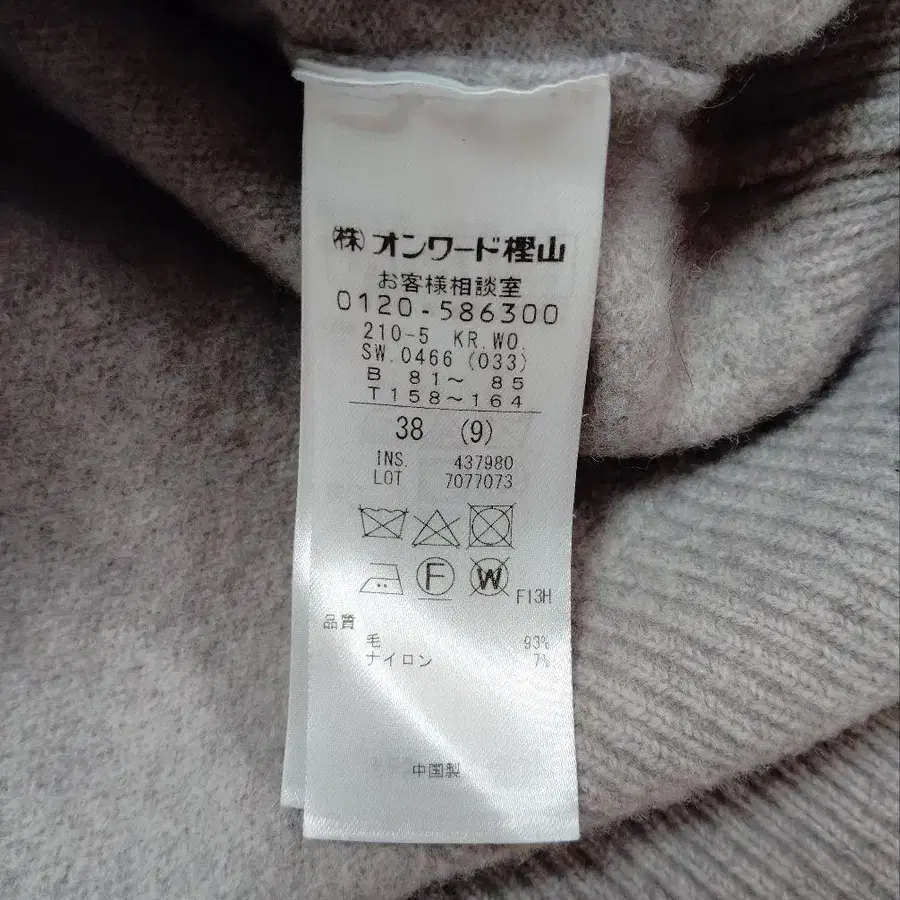 ㈱オンワード樫山
お客様相談室
0120-586300
210-5 KR.WO.
SW.0466 (033)
B 81～ 85
T158～164
38 (9)
INS. 437980
LOT 7077073
F
W
F13H
品質
毛 93%
ナイロン 7%
中国製